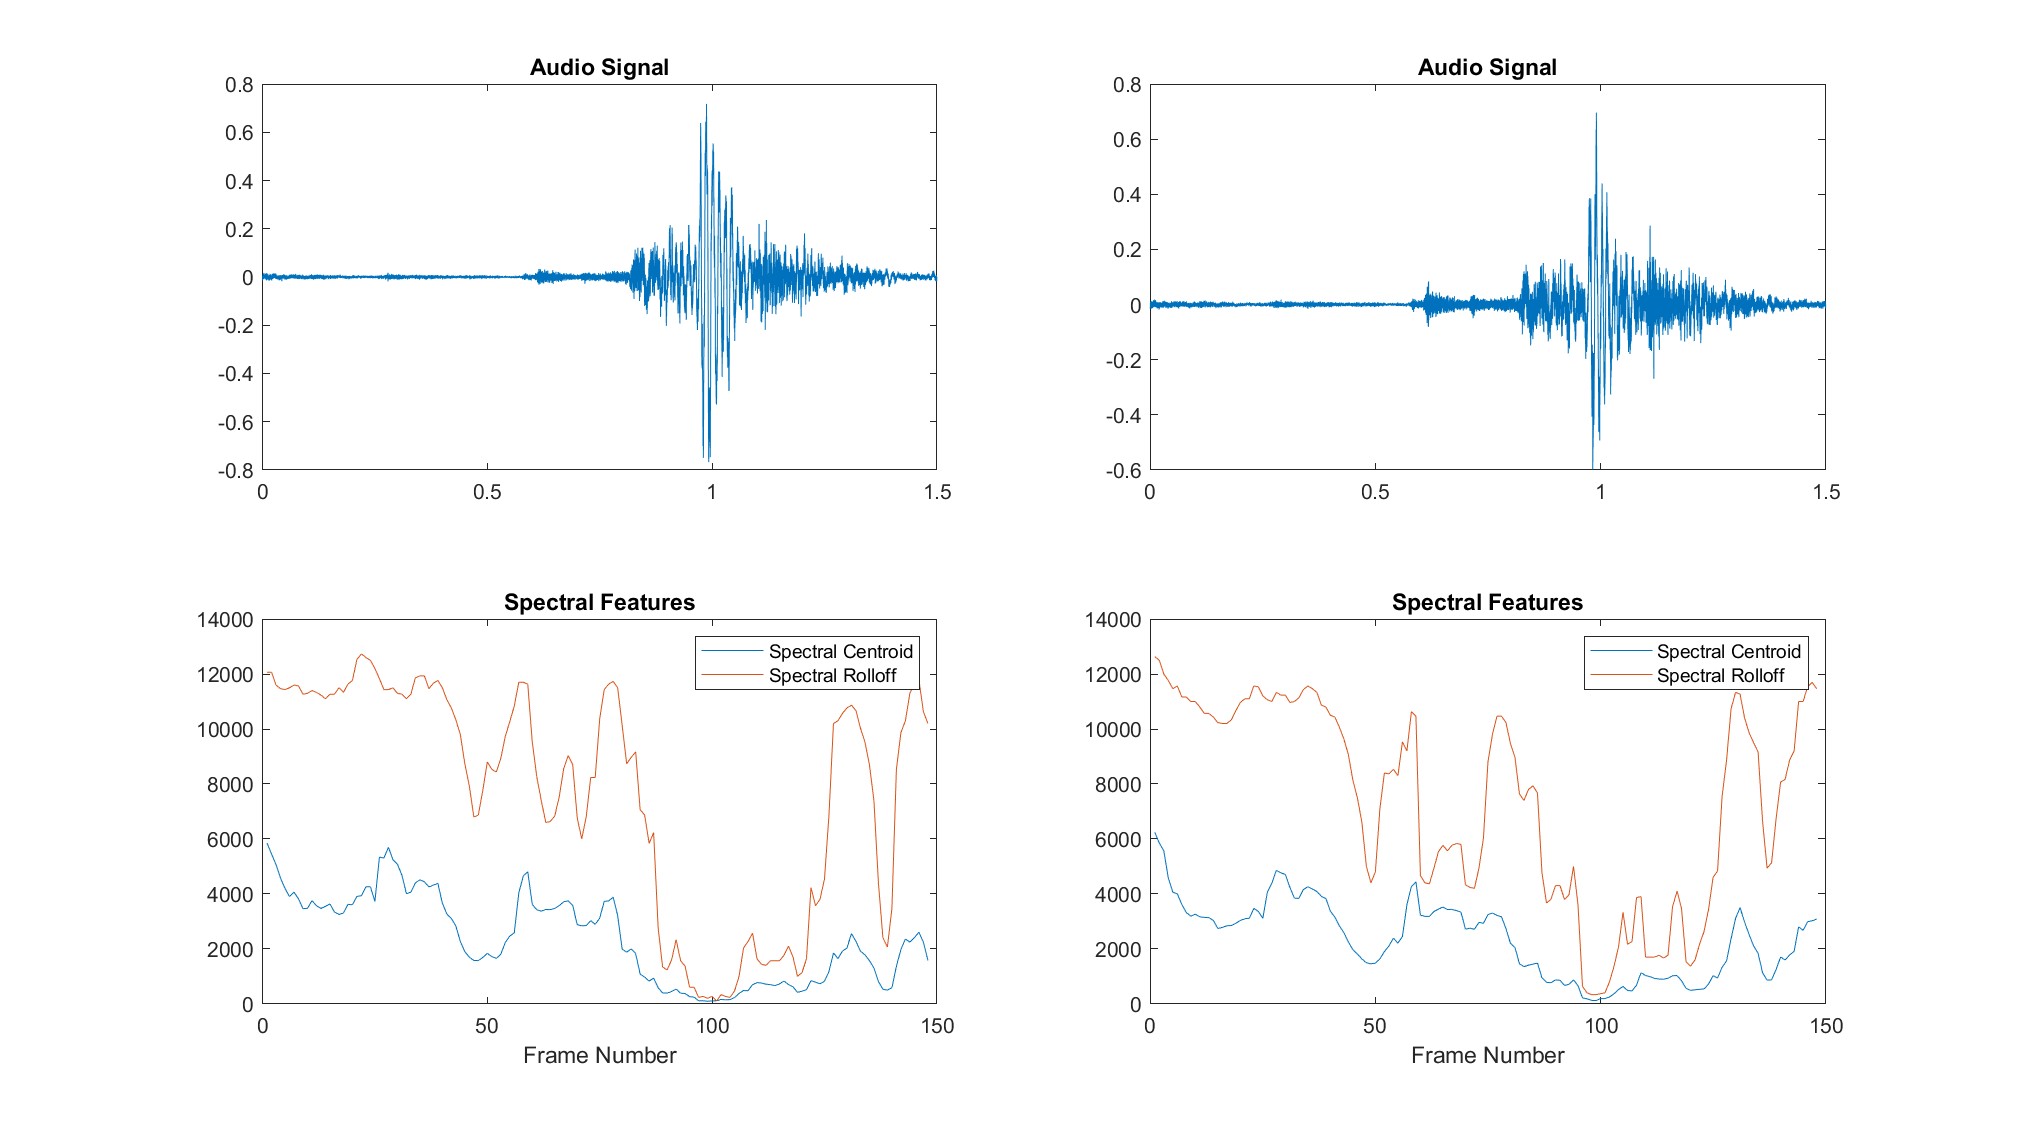 Audio Signal
0.8
0.6
0.4
0.2
0
-0.2
-0.4
-0.6
-0.8
0 0.5 1 1.5
Audio Signal
0.8
0.6
0.4
0.2
0
-0.2
-0.4
-0.6
0 0.5 1 1.5
Spectral Features
14000
12000
10000
8000
6000
4000
2000
0
Spectral Centroid
Spectral Rolloff
0 50 100 150
Frame Number
Spectral Features
14000
12000
10000
8000
6000
4000
2000
0
Spectral Centroid
Spectral Rolloff
0 50 100 150
Frame Number